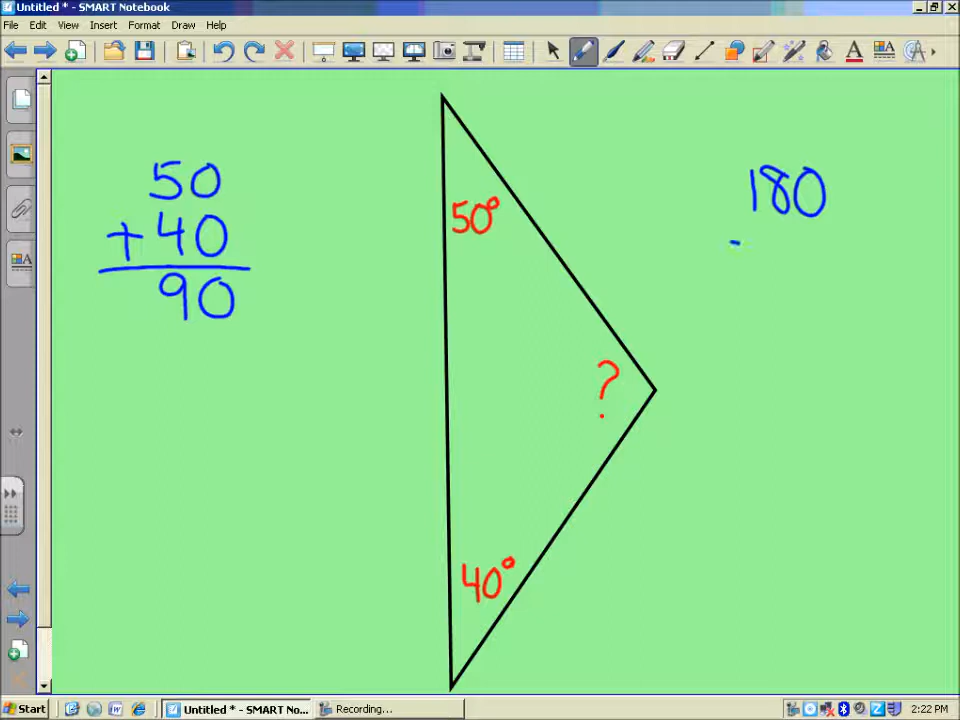 Untitled * - SMART Notebook
File Edit View Insert Format Draw Help
50
+ 40
90
50°
180
-
?
40°
Start
Untitled * - SMART No...
Recording...
2:22 PM